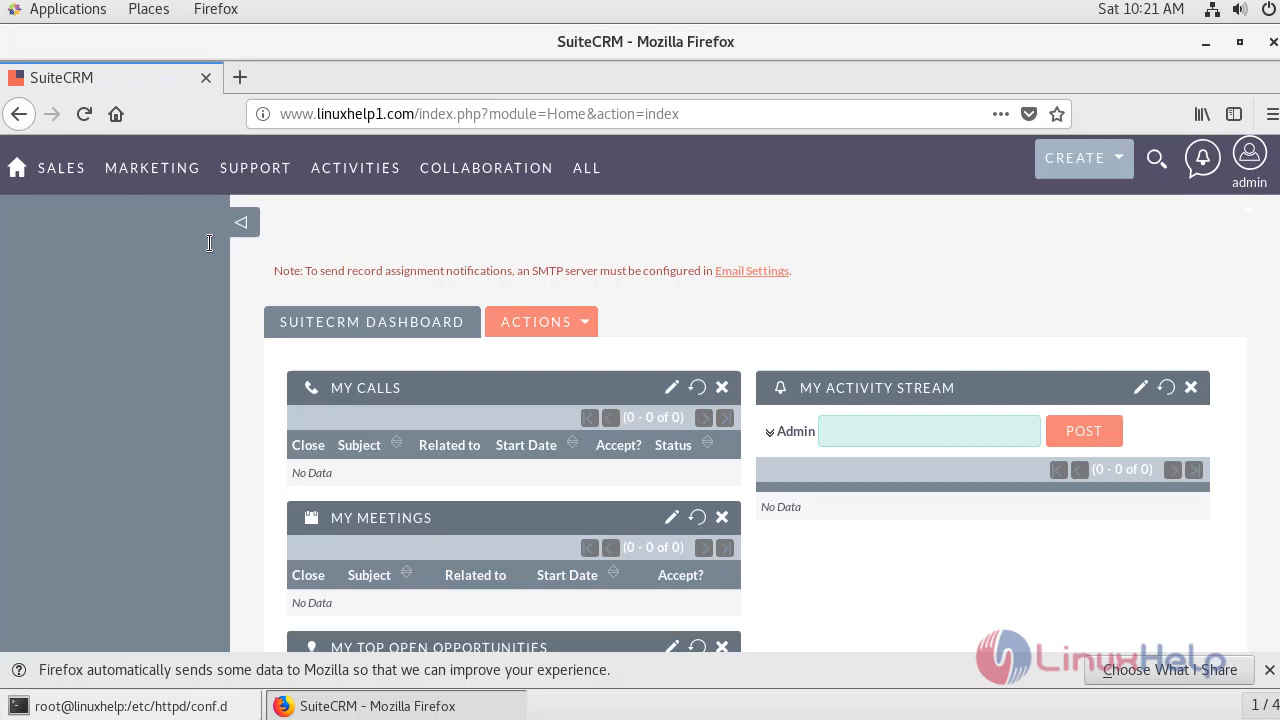 Applications Places Firefox Sat 10:21 AM
SuiteCRM - Mozilla Firefox
SuiteCRM
www.linuxhelp1.com/index.php?module=Home&action=index
SALES MARKETING SUPPORT ACTIVITIES COLLABORATION ALL CREATE admin
Note: To send record assignment notifications, an SMTP server must be configured in Email Settings.
SUITECRM DASHBOARD ACTIONS
MY CALLS
(0 - 0 of 0)
Close Subject Related to Start Date Accept? Status
No Data
MY MEETINGS
(0 - 0 of 0)
Close Subject Related to Start Date Accept?
No Data
MY TOP OPEN OPPORTUNITIES
MY ACTIVITY STREAM
Admin POST
(0 - 0 of 0)
No Data
LinuxHelp
Firefox automatically sends some data to Mozilla so that we can improve your experience. Choose What I Share
root@linuxhelp:/etc/httpd/conf.d SuiteCRM - Mozilla Firefox 1 / 4